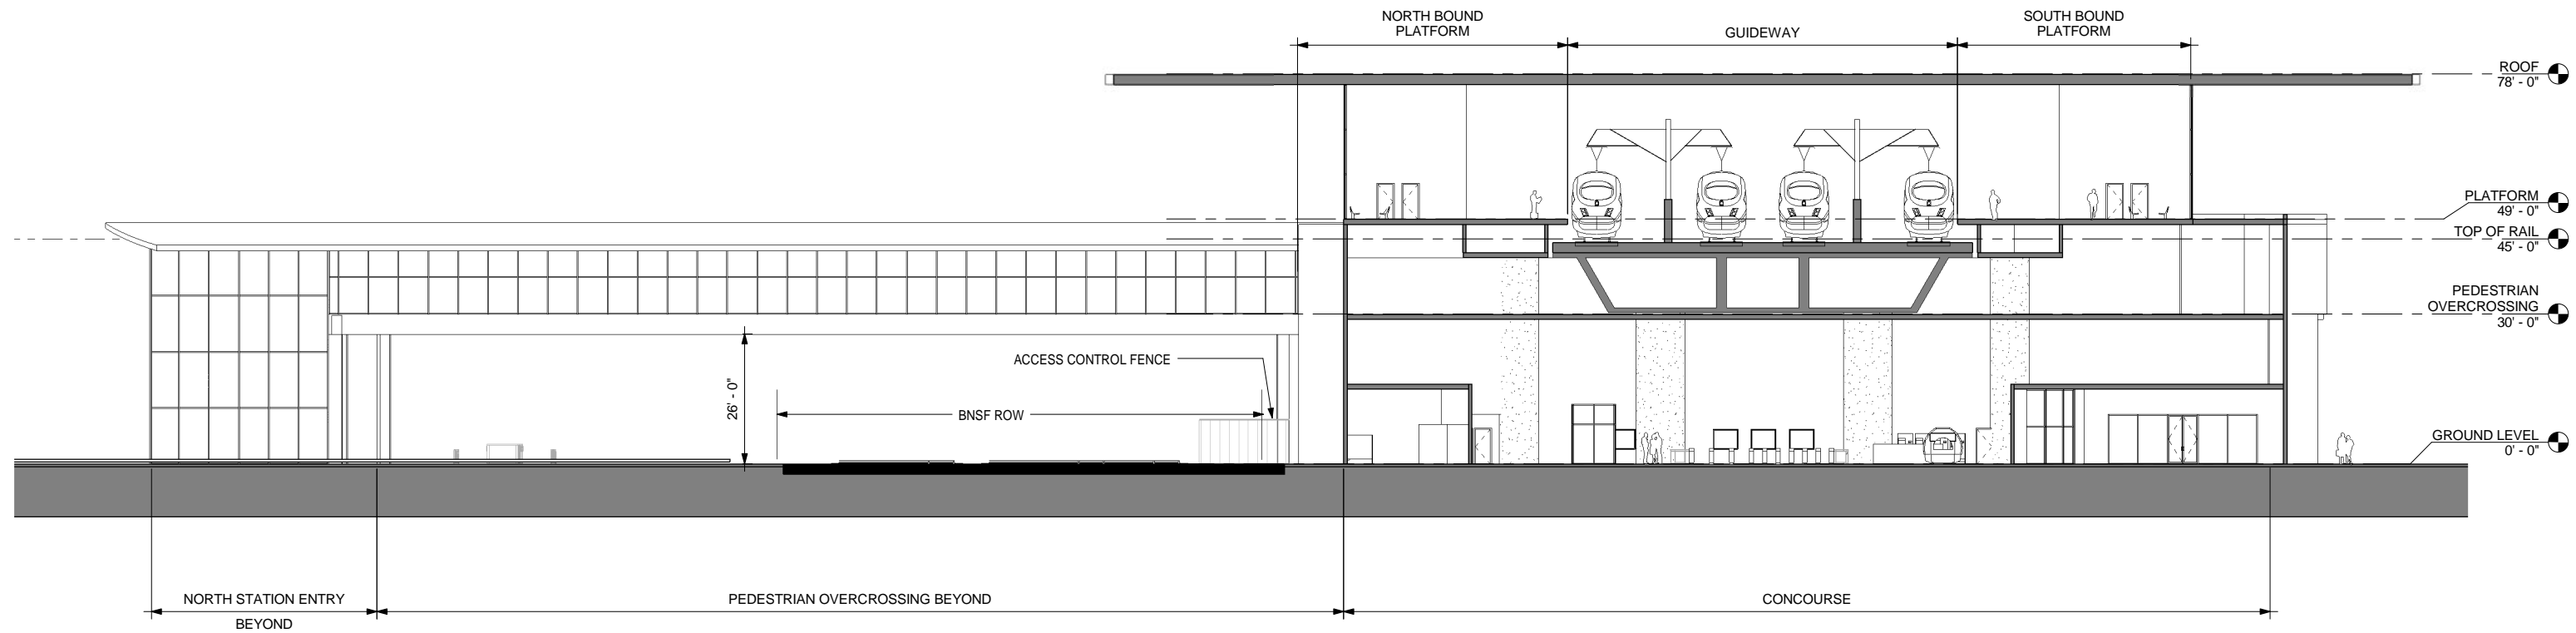 NORTH BOUND
PLATFORM
GUIDEWAY
SOUTH BOUND
PLATFORM
ROOF
78' - 0"
PLATFORM
49' - 0"
TOP OF RAIL
45' - 0"
PEDESTRIAN
OVERCROSSING
30' - 0"
ACCESS CONTROL FENCE
26' - 0"
BNSF ROW
GROUND LEVEL
0' - 0"
NORTH STATION ENTRY
BEYOND
PEDESTRIAN OVERCROSSING BEYOND
CONCOURSE